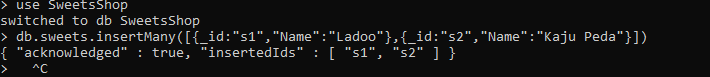 > use SweetsShop
switched to db SweetsShop
> db.sweets.insertMany([{_id:"s1","Name":"Ladoo"},{_id:"s2","Name":"Kaju Peda"}])
{ "acknowledged" : true, "insertedIds" : [ "s1", "s2" ] }
> ^C